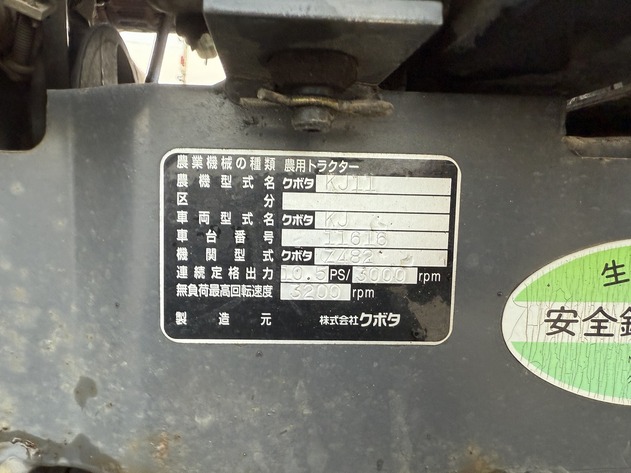 農業機械の種類 農用トラクター
農機型式名 クボタ KJ11
区分
車両型式名 クボタ KJ
車台番号 11616
機関型式 クボタ Z482
連続定格出力 10.5 PS/ 3000 rpm
無負荷最高回転速度 3200 rpm
製造元 株式会社クボタ
生
安全鑑